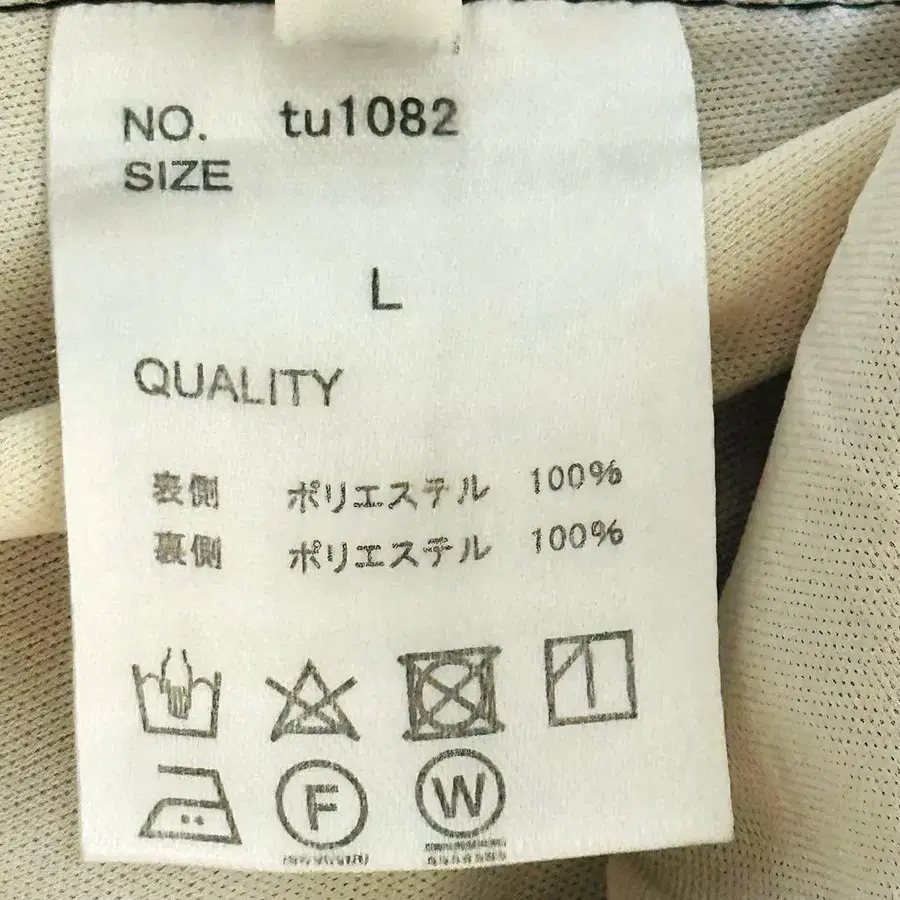 NO. tu1082
SIZE
L
QUALITY
表側 ポリエステル 100%
裏側 ポリエステル 100%
F
W